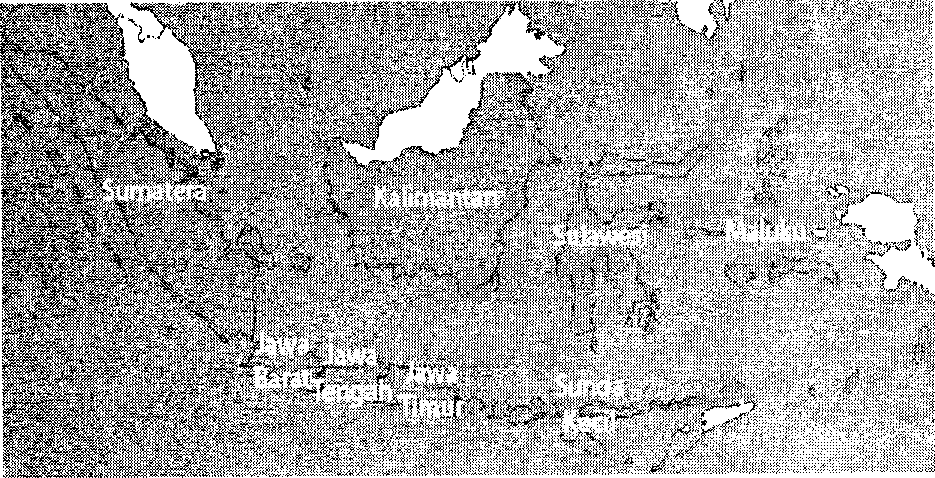 Sumatera
Kalimantan
Sulawesi
Maluku
Jawa
Barat
Jawa
Tengah
Jawa
Timur
Sunda
Kecil